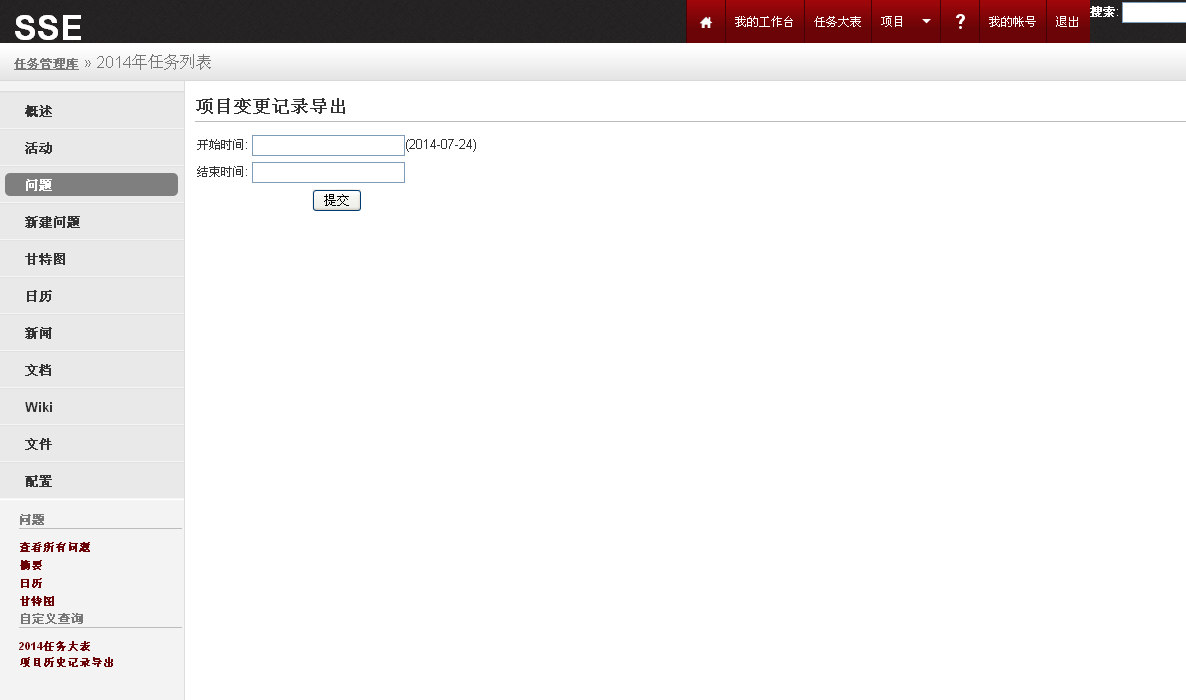 SSE
我的工作台 任务大表 项目 ? 我的帐号 退出 搜索:
任务管理库 » 2014年任务列表
概述
活动
问题
新建问题
甘特图
日历
新闻
文档
Wiki
文件
配置
问题
查看所有问题
摘要
日历
甘特图
自定义查询
2014任务大表
项目历史记录导出
项目变更记录导出
开始时间: (2014-07-24)
结束时间:
提交